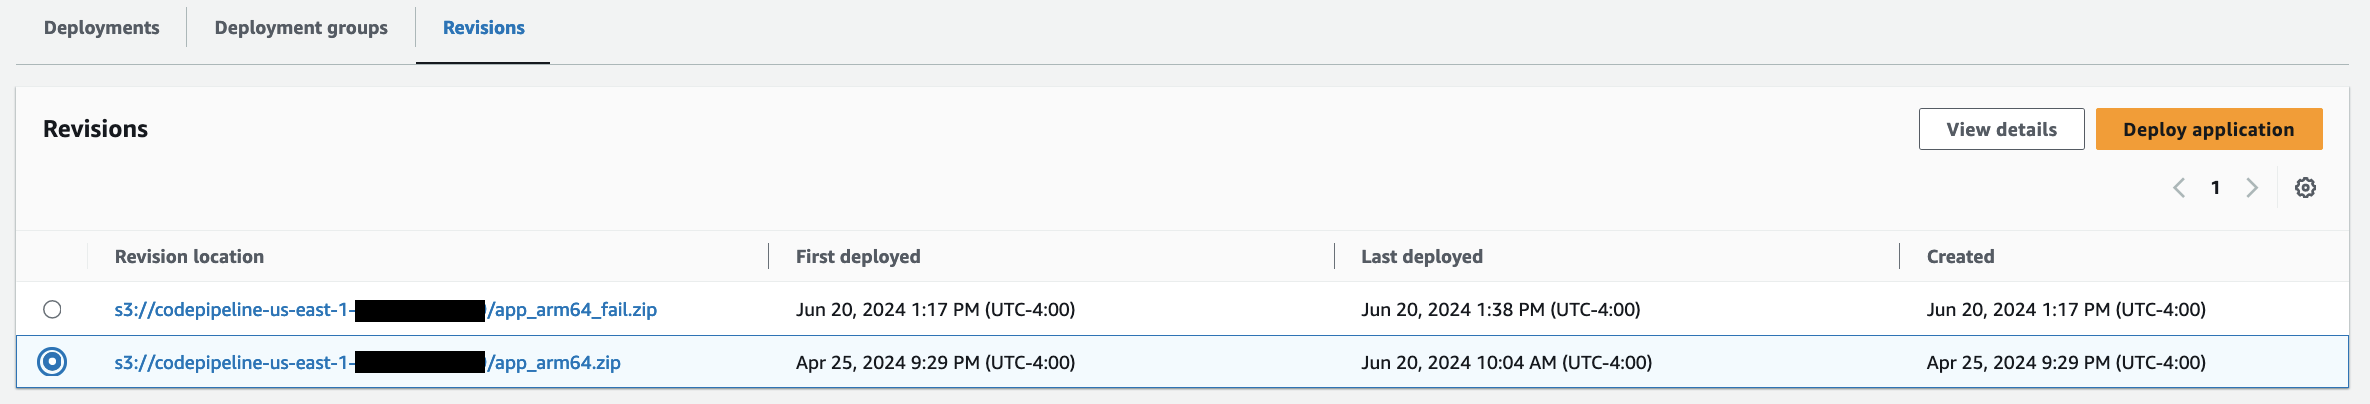 Deployments Deployment groups Revisions
Revisions View details Deploy application
1
Revision location First deployed Last deployed Created
s3://codepipeline-us-east-1- /app_arm64_fail.zip Jun 20, 2024 1:17 PM (UTC-4:00) Jun 20, 2024 1:38 PM (UTC-4:00) Jun 20, 2024 1:17 PM (UTC-4:00)
s3://codepipeline-us-east-1- /app_arm64.zip Apr 25, 2024 9:29 PM (UTC-4:00) Jun 20, 2024 10:04 AM (UTC-4:00) Apr 25, 2024 9:29 PM (UTC-4:00)